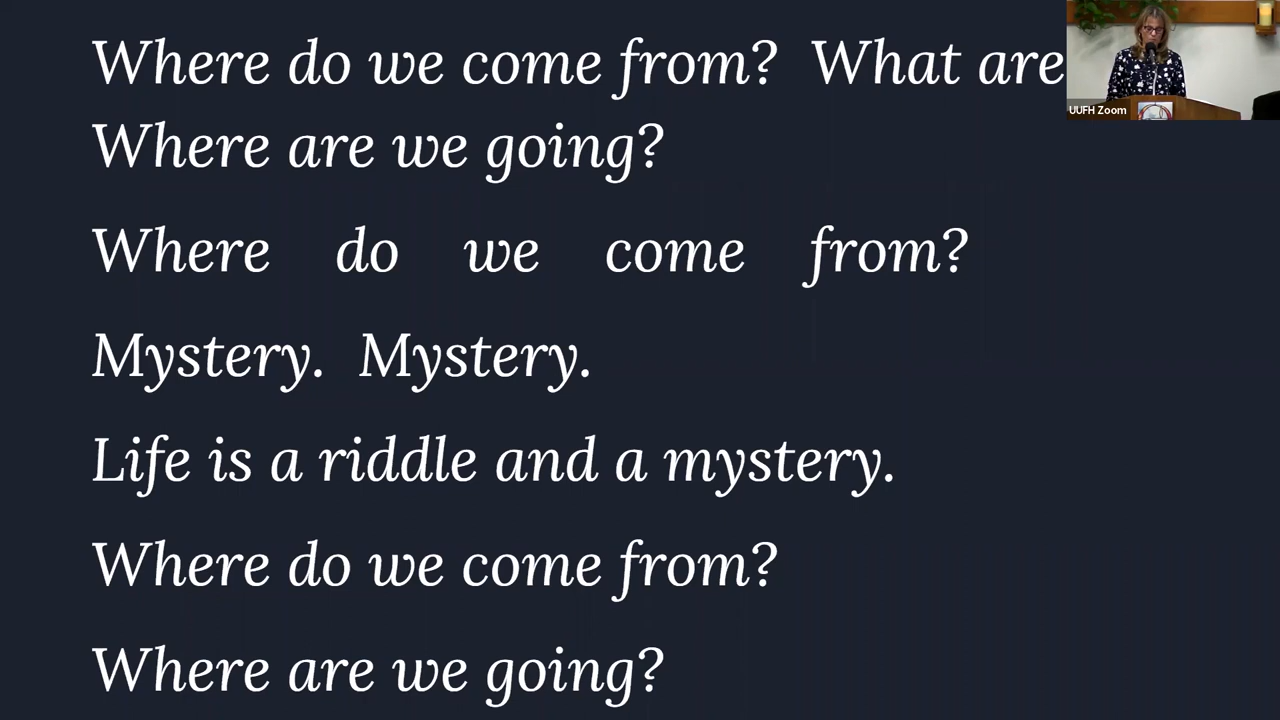 Where do we come from? What are
Where are we going?
Where do we come from?
Mystery. Mystery.
Life is a riddle and a mystery.
Where do we come from?
Where are we going?
UUFH Zoom